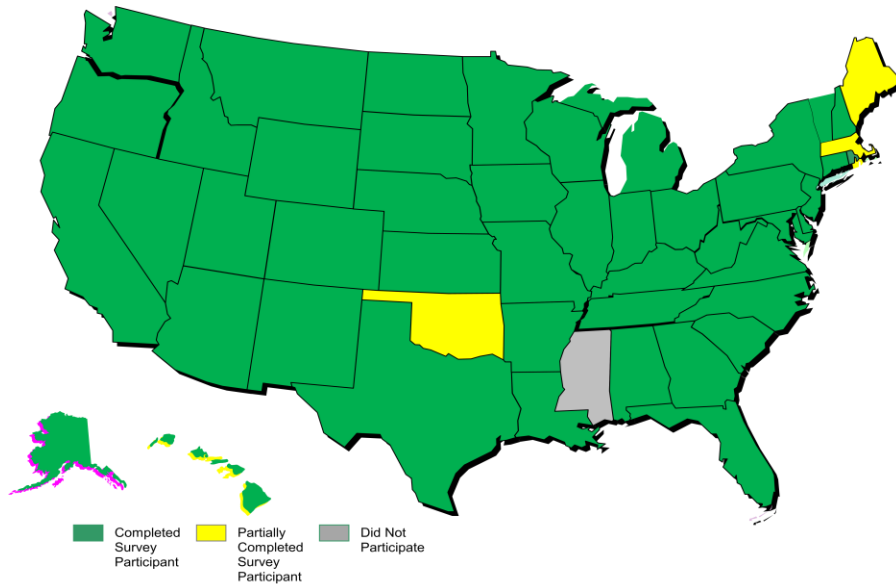 Completed
Survey
Participant
Partially
Completed
Survey
Participant
Did Not
Participate